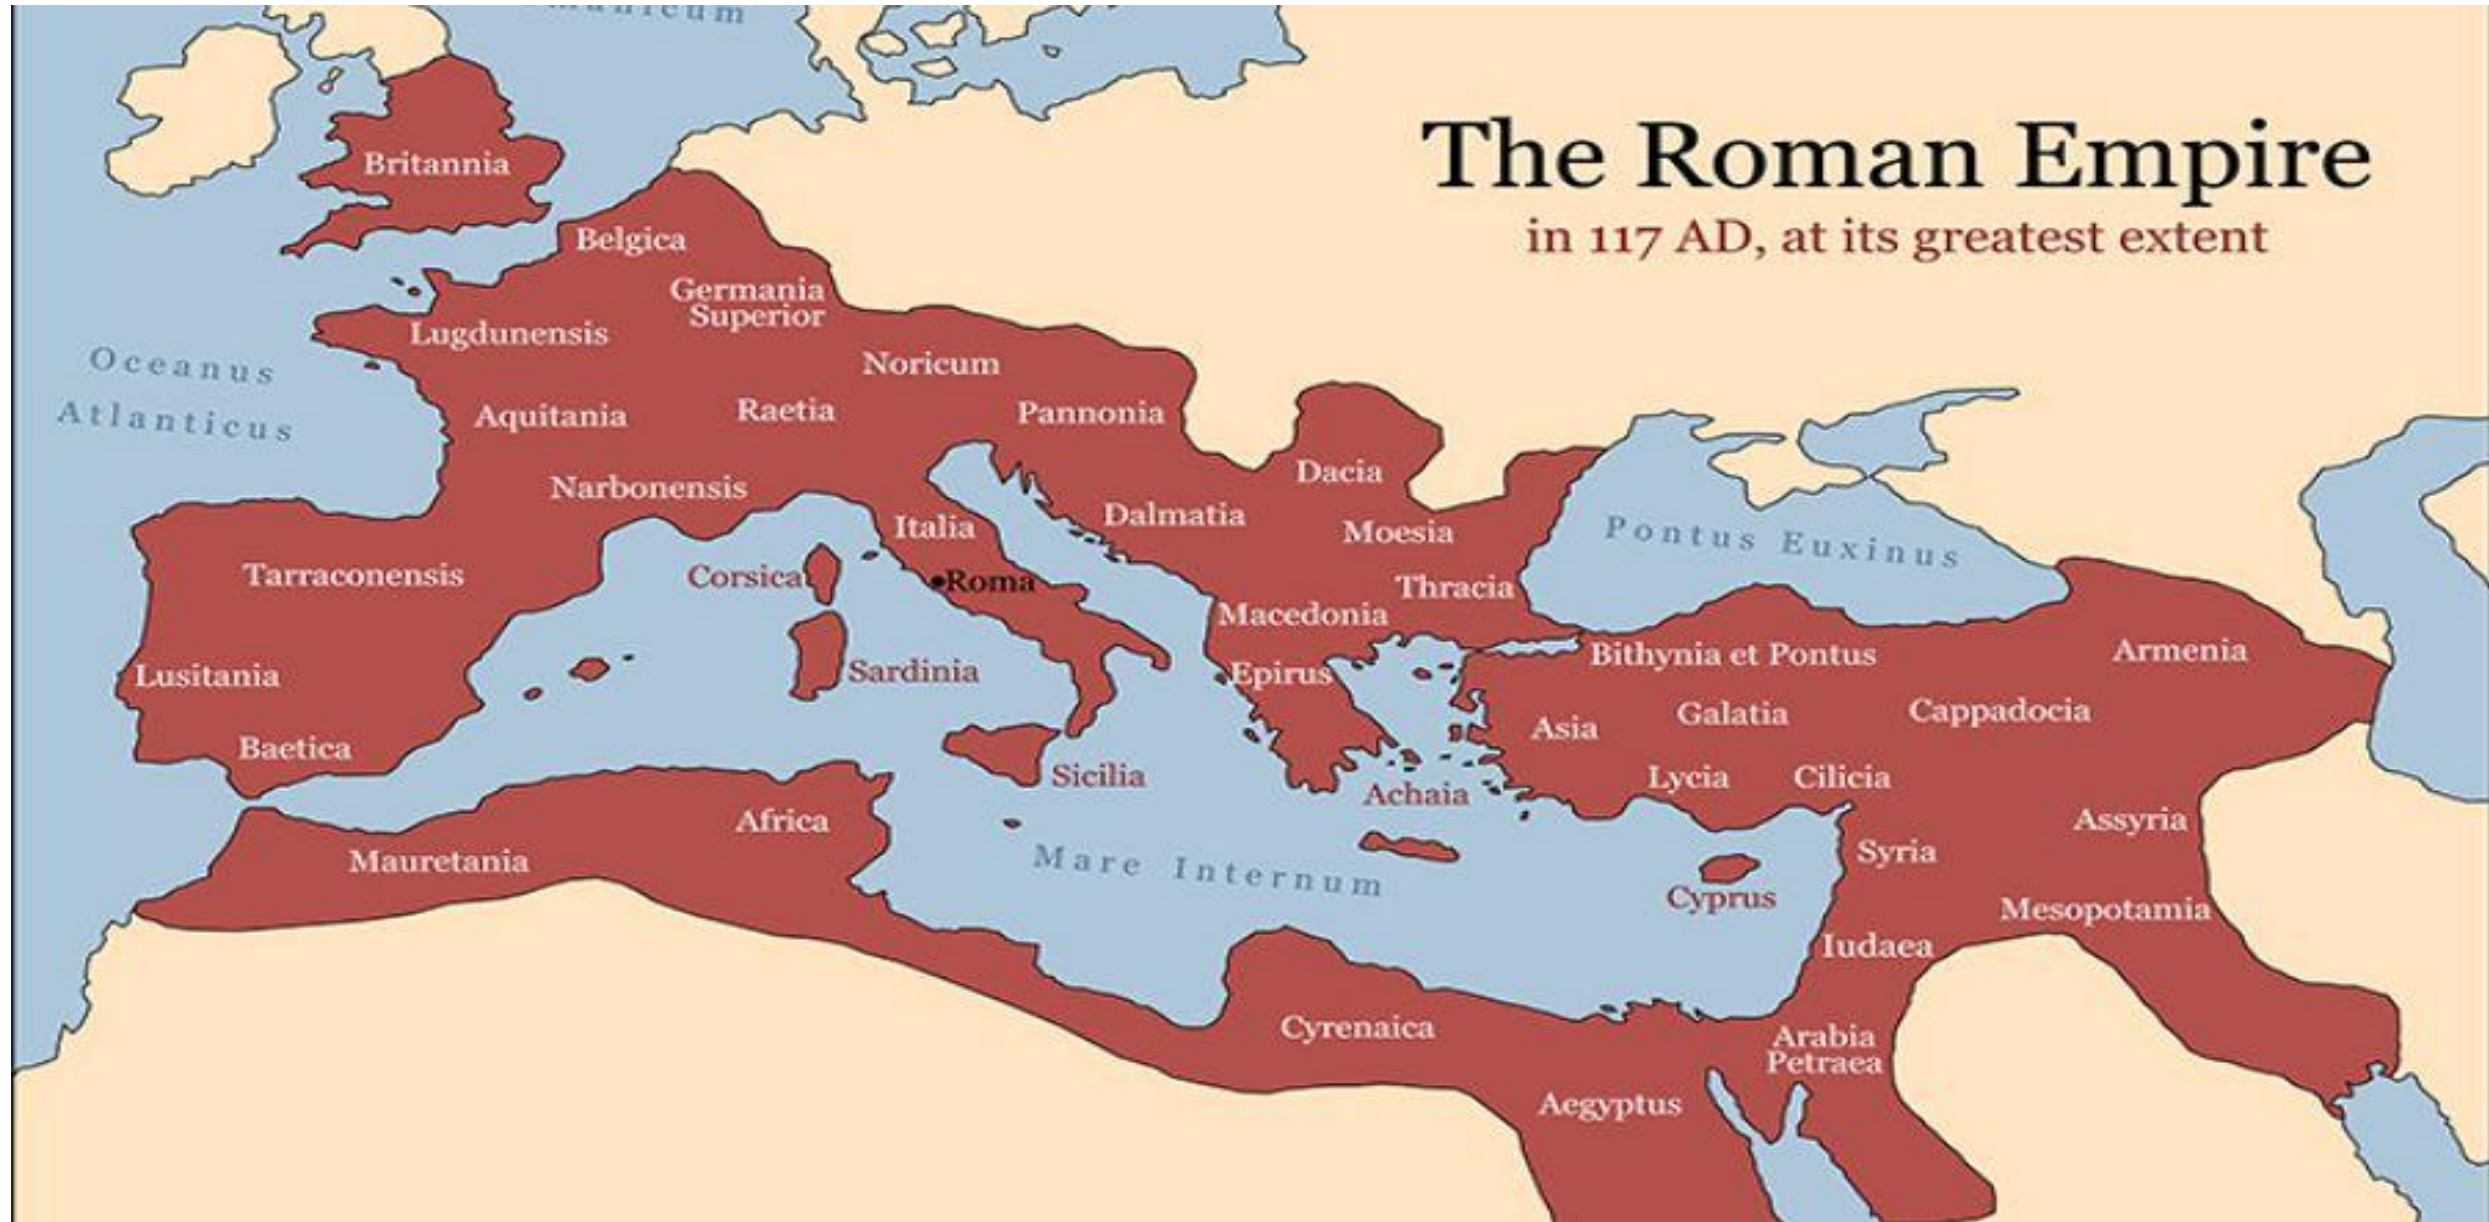 The Roman Empire
in 117 AD, at its greatest extent
Britannia
Belgica
Germania
Superior
Lugdunensis
Noricum
Oceanus
Atlanticus
Aquitania
Raetia
Pannonia
Dacia
Narbonensis
Italia
Dalmatia
Moesia
Pontus Euxinus
Tarraconensis
Corsica
Roma
Thracia
Macedonia
Lusitania
Sardinia
Epirus
Bithynia et Pontus
Armenia
Baetica
Asia
Galatia
Cappadocia
Sicilia
Achaia
Lycia
Cilicia
Africa
Assyria
Mauretania
Mare Internum
Syria
Cyprus
Mesopotamia
Iudaea
Cyrenaica
Arabia
Petraea
Aegyptus